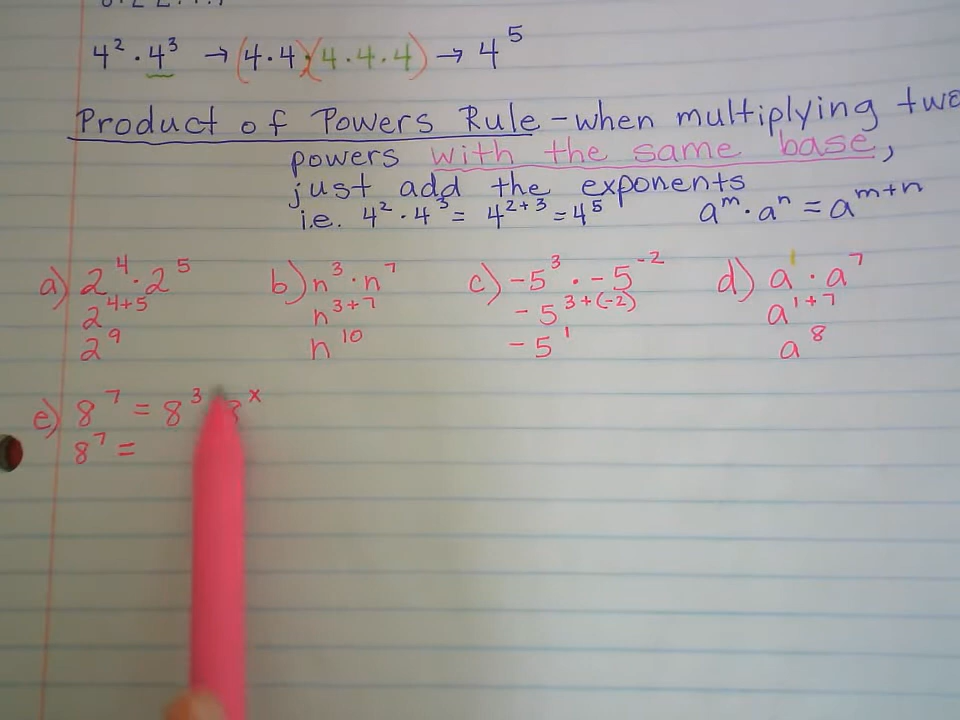 4² · 4³ → (4 · 4)·(4 · 4 · 4) → 4⁵
Product of Powers Rule - when multiplying two
powers with the same base,
just add the exponents
i.e. 4² · 4³ = 4²⁺³ = 4⁵ aᵐ · aⁿ = aᵐ⁺ⁿ
a) 2⁴ · 2⁵ b) n³ · n⁷ c) -5³ · -5⁻² d) a¹ · a⁷
2⁴⁺⁵ n³⁺⁷ -5³⁺⁽⁻²⁾ a¹⁺⁷
2⁹ n¹⁰ -5¹ a⁸
e) 8⁷ = 8³ 8ˣ
8⁷ =